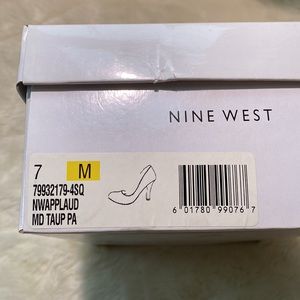 NINE WEST
7 M
79932179-4SQ
NWAPPLAUD
MD TAUP PA
6 01780 99076 7